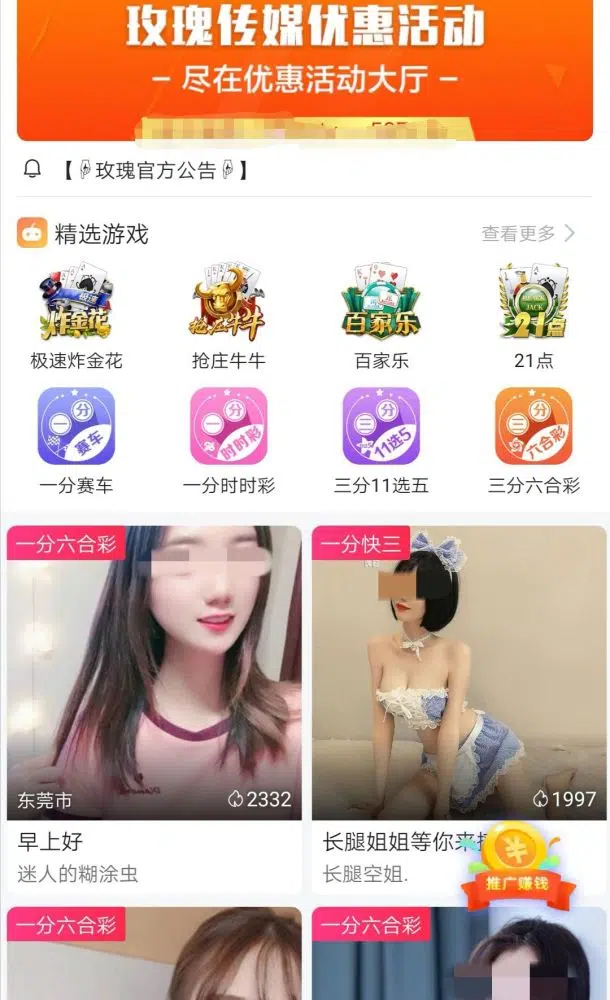 玫瑰传媒优惠活动
– 尽在优惠活动大厅 –
【☟玫瑰官方公告☟】
精选游戏
查看更多
极速
炸金花
抢庄牛牛
百家乐
BLACK
JACK
21点
极速炸金花
抢庄牛牛
百家乐
21点
一分
赛车
一分
时时彩
三分
11选5
三分
六合彩
一分赛车
一分时时彩
三分11选五
三分六合彩
一分六合彩
一分快三
东莞市
2332
1997
早上好
长腿姐姐等你来
迷人的糊涂虫
长腿空姐.
推广赚钱
一分六合彩
一分六合彩